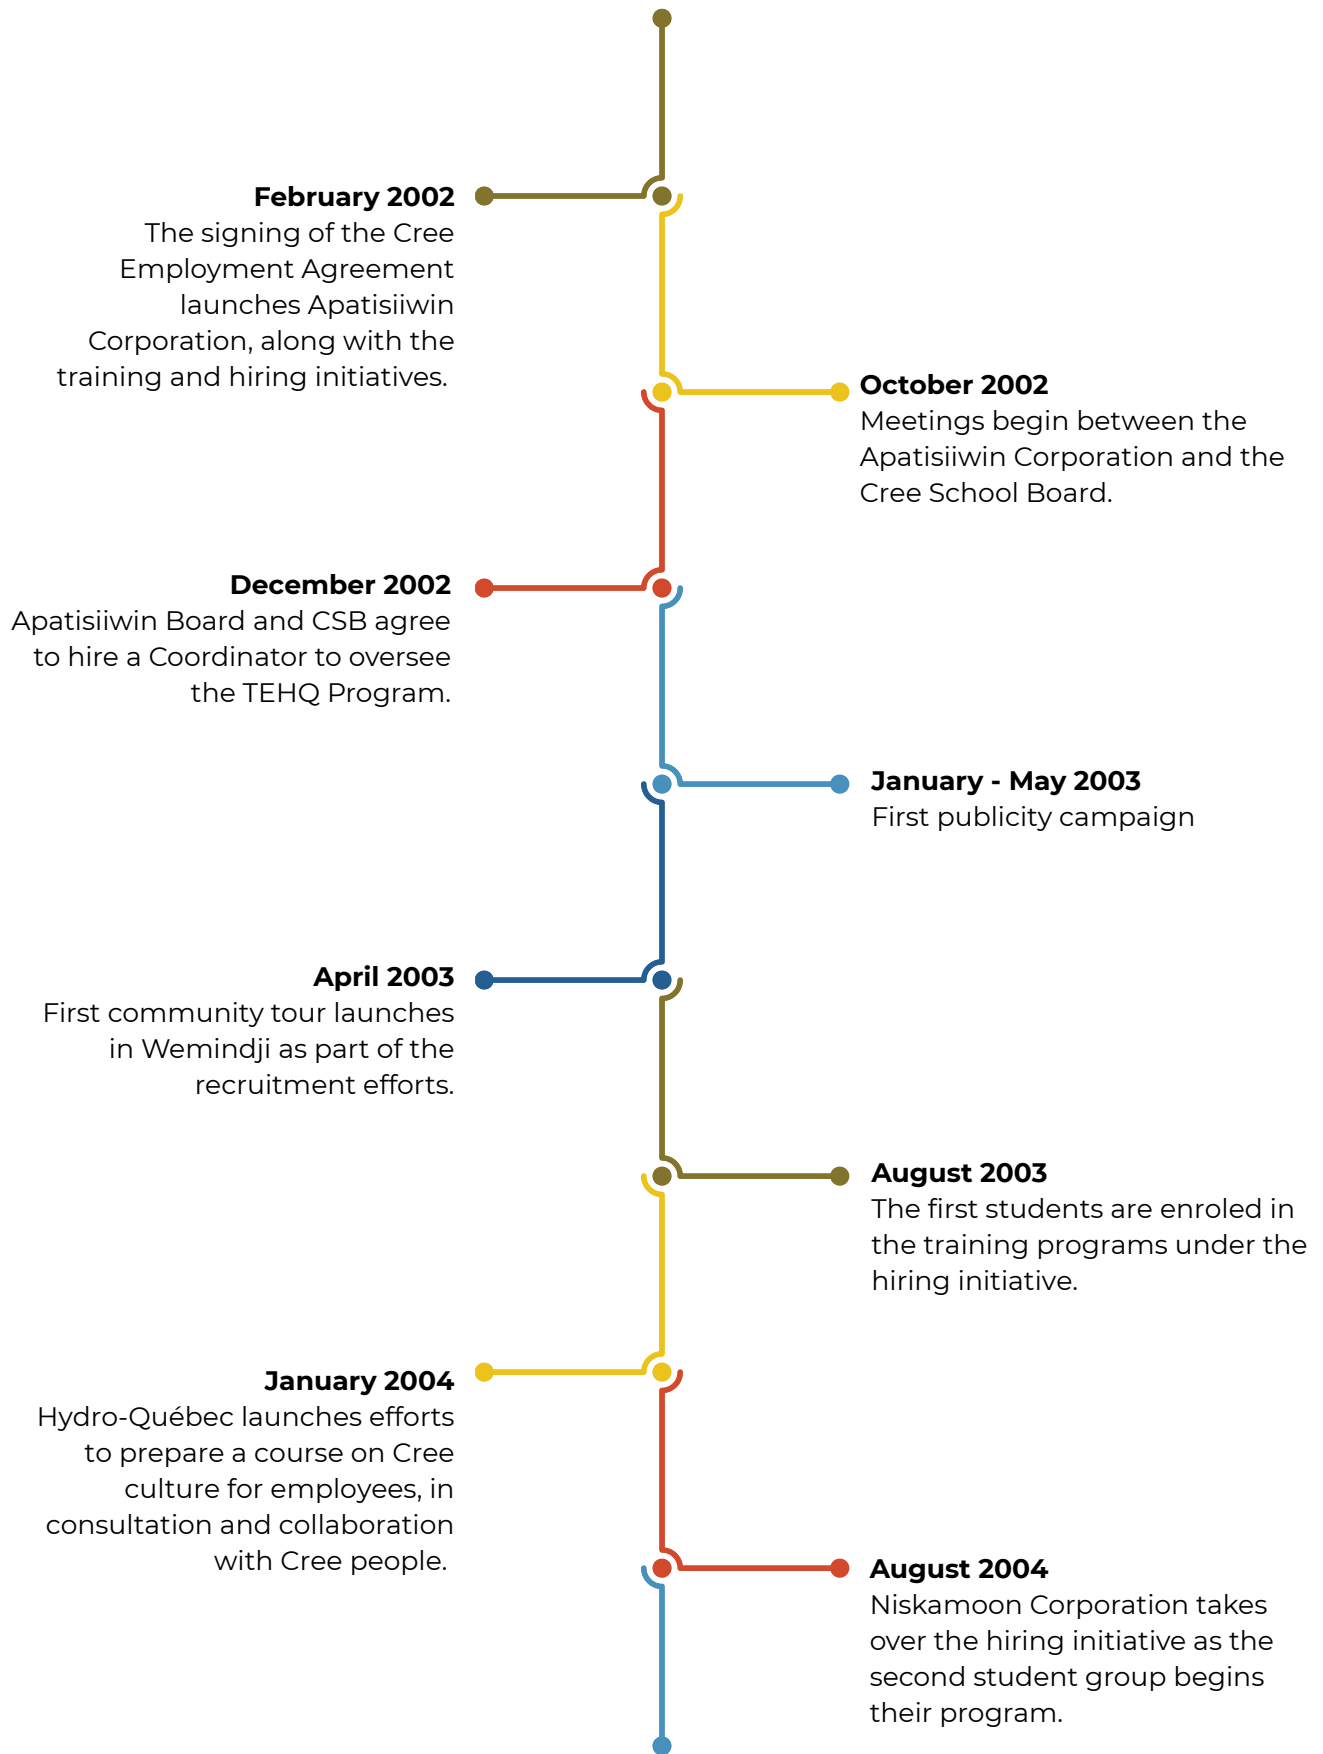 February 2002
The signing of the Cree
Employment Agreement
launches Apatisiiwin
Corporation, along with the
training and hiring initiatives.
October 2002
Meetings begin between the
Apatisiiwin Corporation and the
Cree School Board.
December 2002
Apatisiiwin Board and CSB agree
to hire a Coordinator to oversee
the TEHQ Program.
January - May 2003
First publicity campaign
April 2003
First community tour launches
in Wemindji as part of the
recruitment efforts.
August 2003
The first students are enroled in
the training programs under the
hiring initiative.
January 2004
Hydro-Québec launches efforts
to prepare a course on Cree
culture for employees, in
consultation and collaboration
with Cree people.
August 2004
Niskamoon Corporation takes
over the hiring initiative as the
second student group begins
their program.